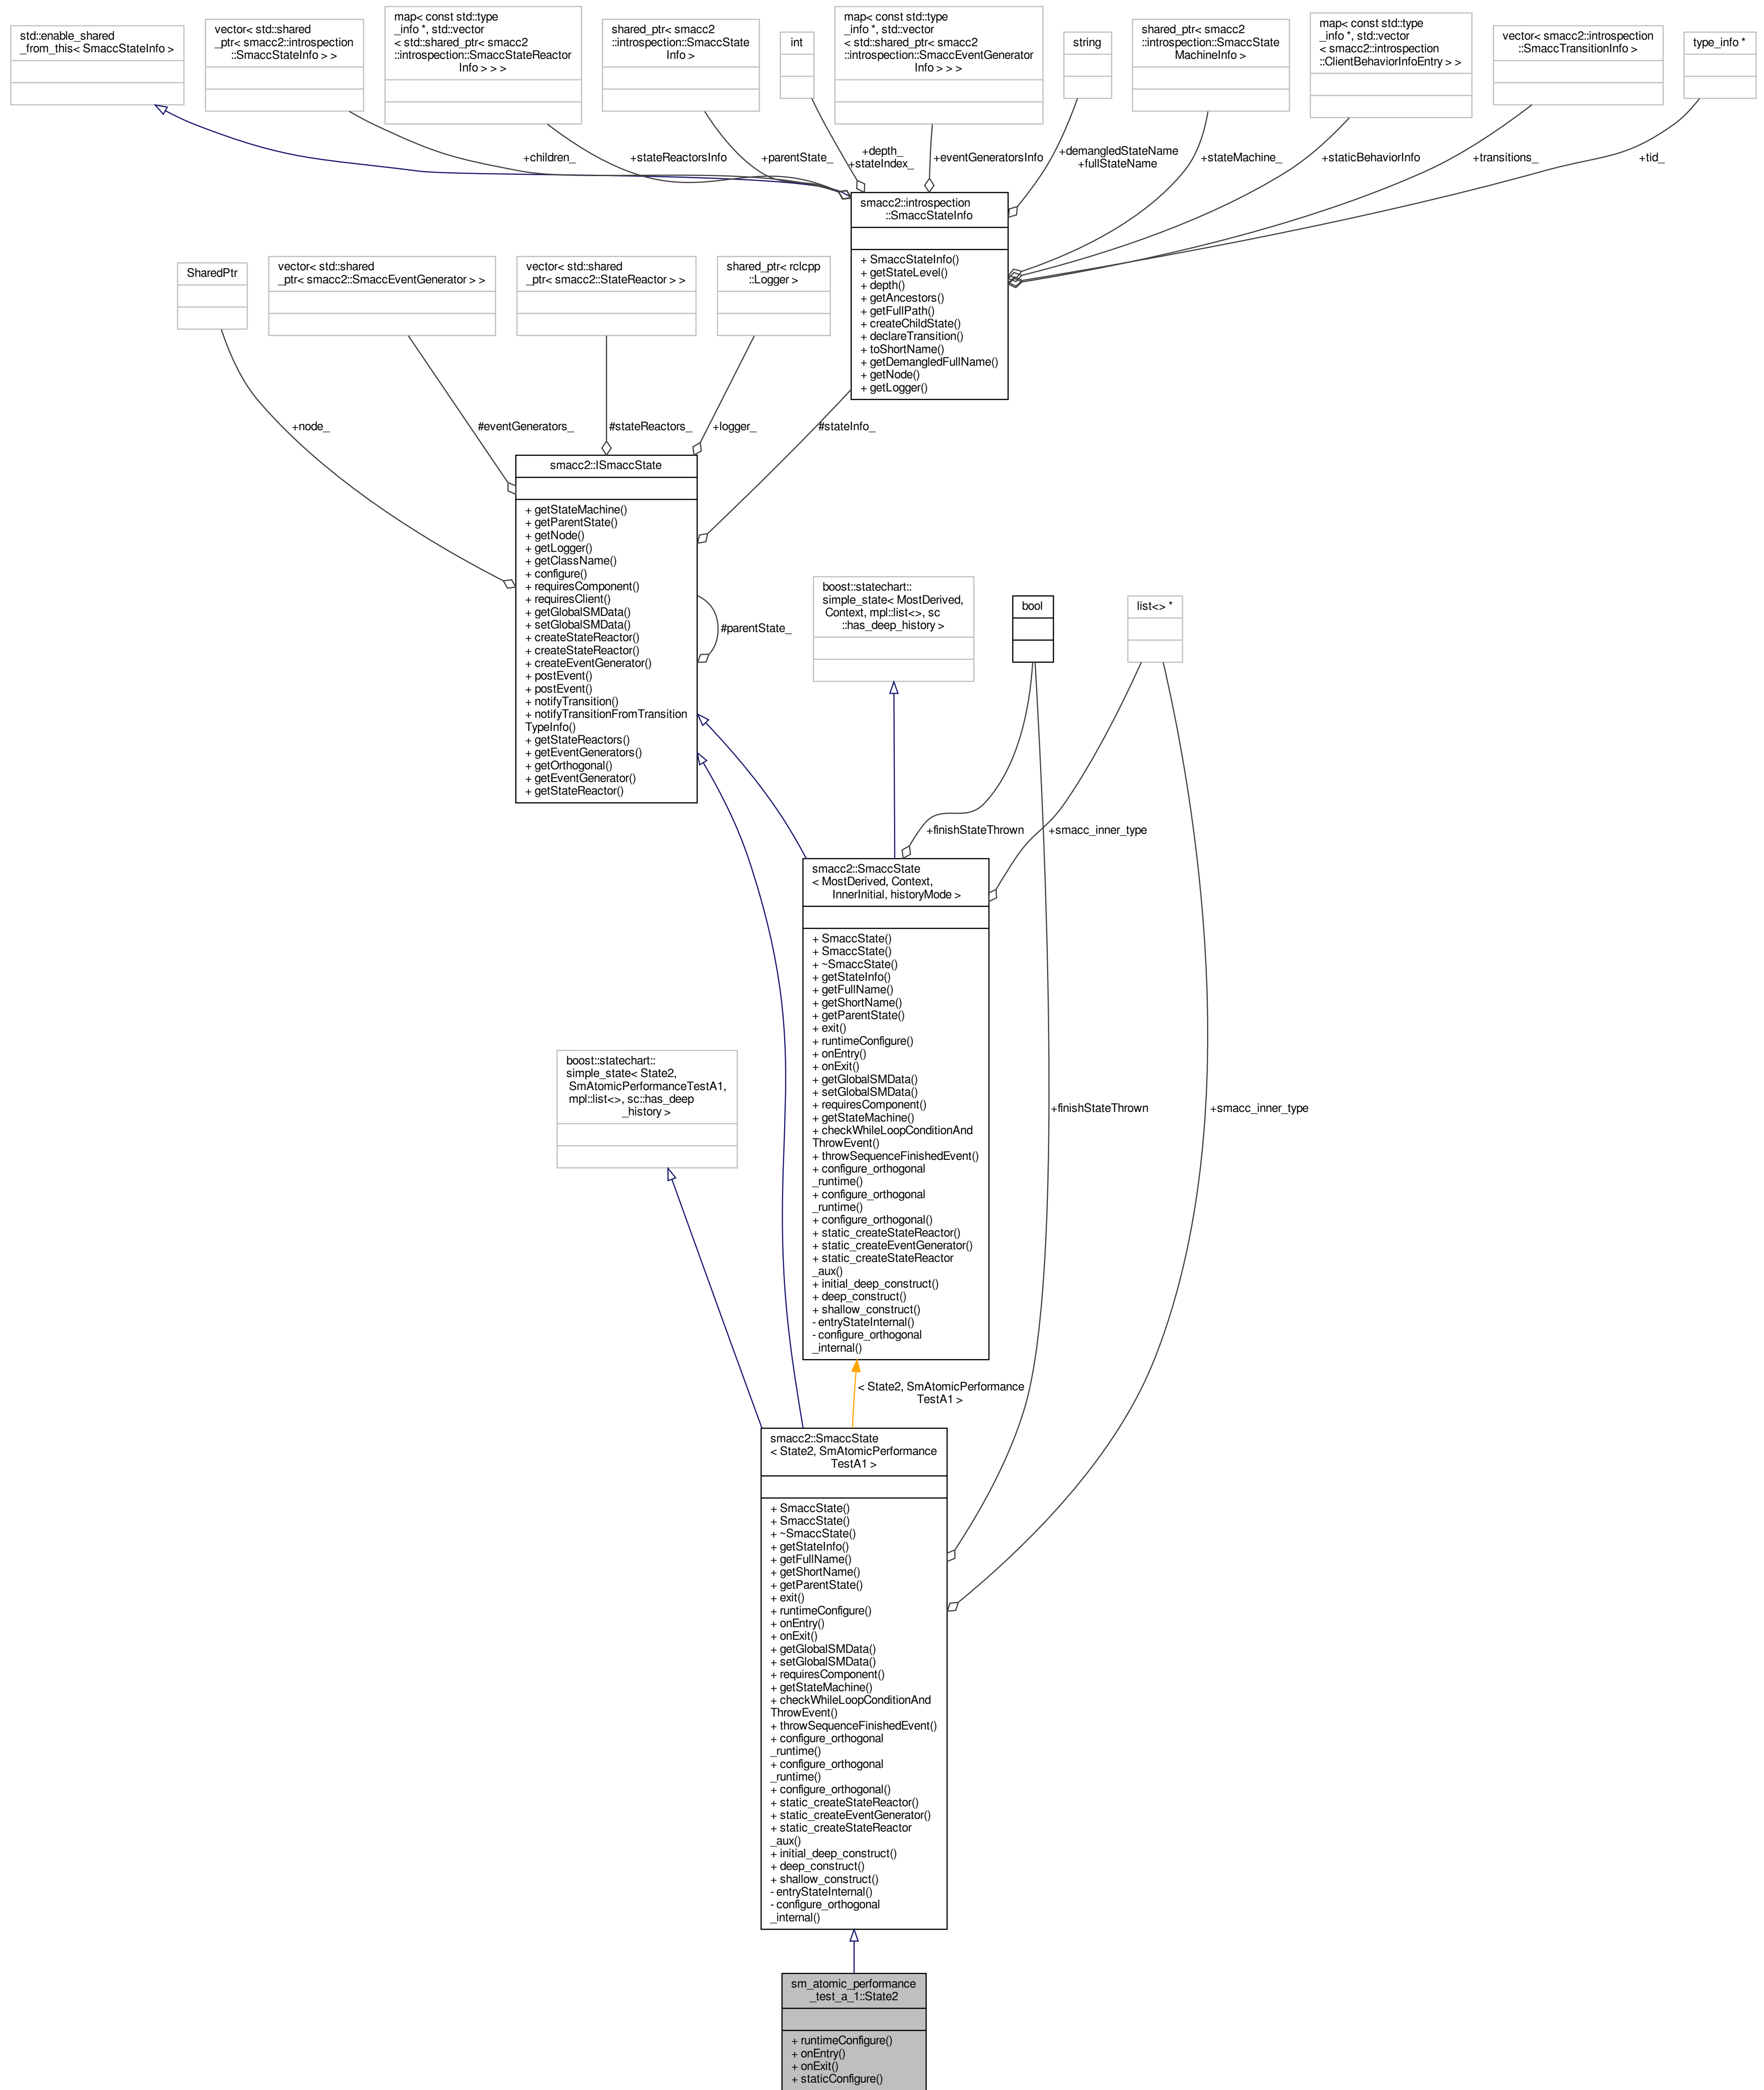 std::enable_shared
_from_this< SmaccStateInfo >
vector< std::shared
_ptr< smacc2::introspection
::SmaccStateInfo > >
map< const std::type
_info *, std::vector
< std::shared_ptr< smacc2
::introspection::SmaccStateReactor
Info > > >
shared_ptr< smacc2
::introspection::SmaccState
Info >
int
map< const std::type
_info *, std::vector
< std::shared_ptr< smacc2
::introspection::SmaccEventGenerator
Info > > >
string
shared_ptr< smacc2
::introspection::SmaccState
MachineInfo >
map< const std::type
_info *, std::vector
< smacc2::introspection
::ClientBehaviorInfoEntry > >
vector< smacc2::introspection
::SmaccTransitionInfo >
type_info *
+children_
+stateReactorsInfo
+parentState_
+depth_
+stateIndex_
+eventGeneratorsInfo
+demangledStateName
+fullStateName
+stateMachine_
+staticBehaviorInfo
+transitions_
+tid_
smacc2::introspection
::SmaccStateInfo
+ SmaccStateInfo()
+ getStateLevel()
+ depth()
+ getAncestors()
+ getFullPath()
+ createChildState()
+ declareTransition()
+ toShortName()
+ getDemangledFullName()
+ getNode()
+ getLogger()
SharedPtr
vector< std::shared
_ptr< smacc2::SmaccEventGenerator > >
vector< std::shared
_ptr< smacc2::StateReactor > >
shared_ptr< rclcpp
::Logger >
+node_
#eventGenerators_
#stateReactors_
+logger_
#stateInfo_
smacc2::ISmaccState
+ getStateMachine()
+ getParentState()
+ getNode()
+ getLogger()
+ getClassName()
+ configure()
+ requiresComponent()
+ requiresClient()
+ getGlobalSMData()
+ setGlobalSMData()
+ createStateReactor()
+ createStateReactor()
+ createEventGenerator()
+ postEvent()
+ postEvent()
+ notifyTransition()
+ notifyTransitionFromTransition
TypeInfo()
+ getStateReactors()
+ getEventGenerators()
+ getOrthogonal()
+ getEventGenerator()
+ getStateReactor()
#parentState_
boost::statechart::
simple_state< MostDerived,
Context, mpl::list<>, sc
::has_deep_history >
bool
list<> *
+finishStateThrown
+smacc_inner_type
smacc2::SmaccState
< MostDerived, Context,
InnerInitial, historyMode >
+ SmaccState()
+ SmaccState()
+ ~SmaccState()
+ getStateInfo()
+ getFullName()
+ getShortName()
+ getParentState()
+ exit()
+ runtimeConfigure()
+ onEntry()
+ onExit()
+ getGlobalSMData()
+ setGlobalSMData()
+ requiresComponent()
+ getStateMachine()
+ checkWhileLoopConditionAnd
ThrowEvent()
+ throwSequenceFinishedEvent()
+ configure_orthogonal
_runtime()
+ configure_orthogonal
_runtime()
+ configure_orthogonal()
+ static_createStateReactor()
+ static_createEventGenerator()
+ static_createStateReactor
_aux()
+ initial_deep_construct()
+ deep_construct()
+ shallow_construct()
- entryStateInternal()
- configure_orthogonal
_internal()
boost::statechart::
simple_state< State2,
SmAtomicPerformanceTestA1,
mpl::list<>, sc::has_deep
_history >
+finishStateThrown
+smacc_inner_type
< State2, SmAtomicPerformance
TestA1 >
smacc2::SmaccState
< State2, SmAtomicPerformance
TestA1 >
+ SmaccState()
+ SmaccState()
+ ~SmaccState()
+ getStateInfo()
+ getFullName()
+ getShortName()
+ getParentState()
+ exit()
+ runtimeConfigure()
+ onEntry()
+ onExit()
+ getGlobalSMData()
+ setGlobalSMData()
+ requiresComponent()
+ getStateMachine()
+ checkWhileLoopConditionAnd
ThrowEvent()
+ throwSequenceFinishedEvent()
+ configure_orthogonal
_runtime()
+ configure_orthogonal
_runtime()
+ configure_orthogonal()
+ static_createStateReactor()
+ static_createEventGenerator()
+ static_createStateReactor
_aux()
+ initial_deep_construct()
+ deep_construct()
+ shallow_construct()
- entryStateInternal()
- configure_orthogonal
_internal()
sm_atomic_performance
_test_a_1::State2
+ runtimeConfigure()
+ onEntry()
+ onExit()
+ staticConfigure()